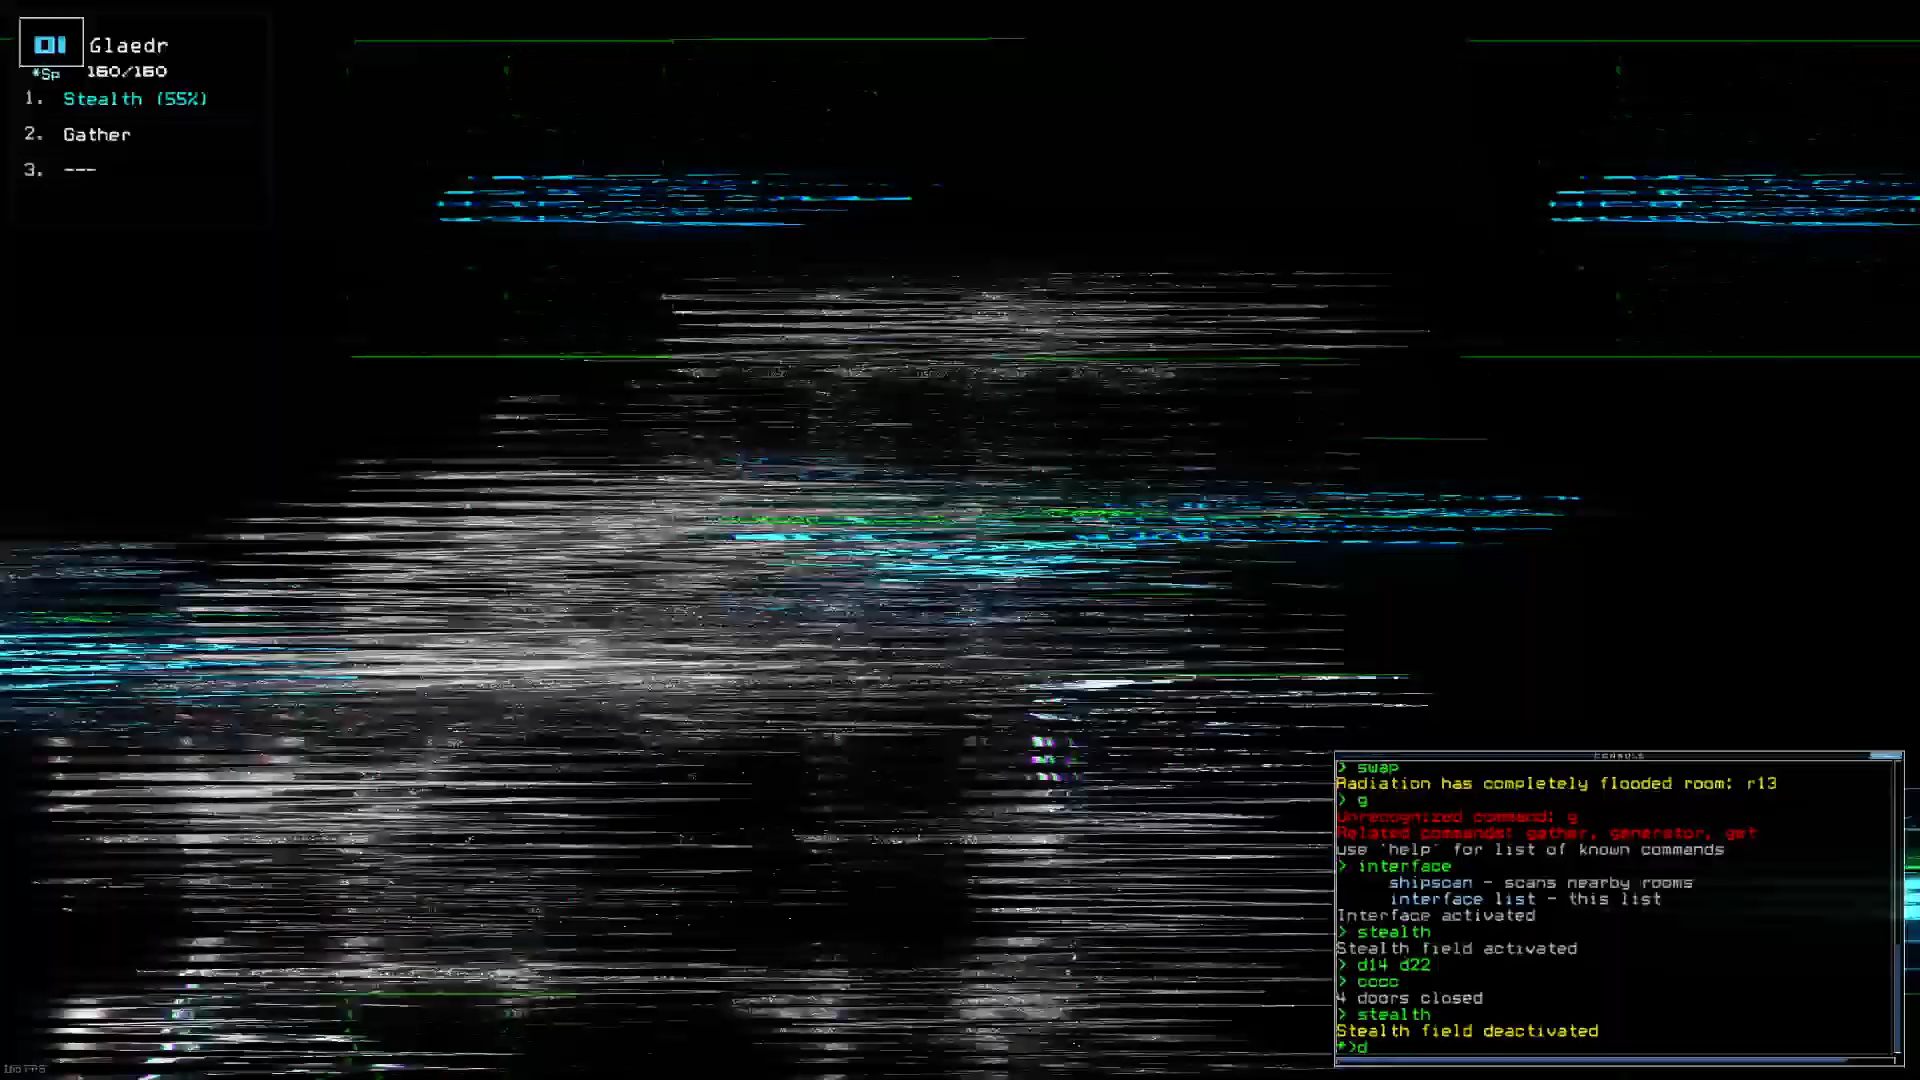 01 Glaedr
*Sp 160/160
1. Stealth (55%)
2. Gather
3. ---
CONSOLE
> swap
Radiation has completely flooded room: r13
> g
Unrecognized command: g
Related commands: gather, generator, get
use 'help' for list of known commands
> interface
shipscan - scans nearby rooms
interface list - this list
Interface activated
> stealth
Stealth field activated
> d14 d22
> cccc
4 doors closed
> stealth
Stealth field deactivated
*>d